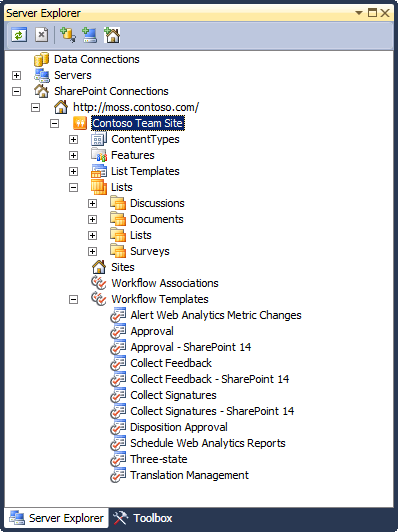 Server Explorer
Data Connections
Servers
SharePoint Connections
http://moss.contoso.com/
Contoso Team Site
ContentTypes
Features
List Templates
Lists
Discussions
Documents
Lists
Surveys
Sites
Workflow Associations
Workflow Templates
Alert Web Analytics Metric Changes
Approval
Approval - SharePoint 14
Collect Feedback
Collect Feedback - SharePoint 14
Collect Signatures
Collect Signatures - SharePoint 14
Disposition Approval
Schedule Web Analytics Reports
Three-state
Translation Management
Server Explorer Toolbox